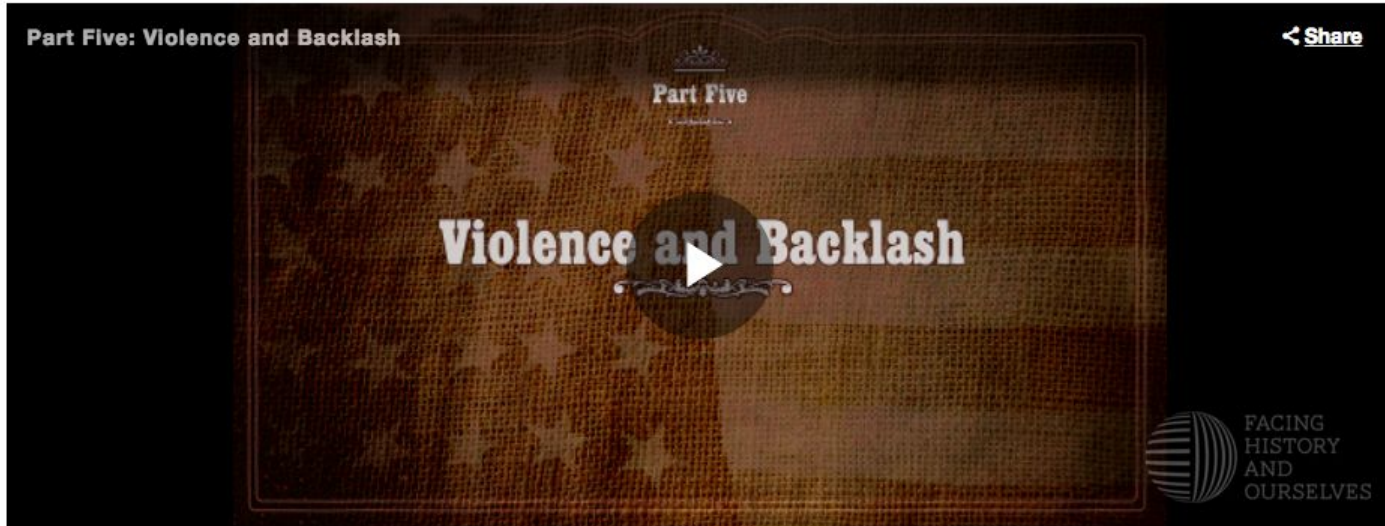 Part Five: Violence and Backlash
Share
Part Five
Violence and Backlash
FACING
HISTORY
AND
OURSELVES